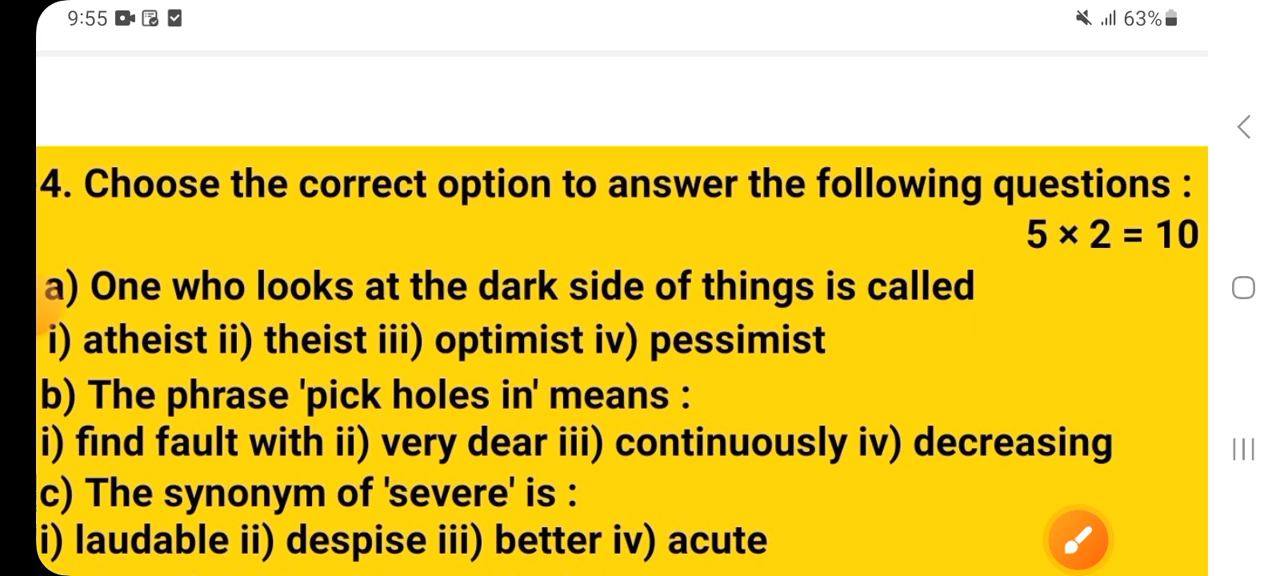 9:55 63%
4. Choose the correct option to answer the following questions :
5 × 2 = 10
a) One who looks at the dark side of things is called
i) atheist ii) theist iii) optimist iv) pessimist
b) The phrase 'pick holes in' means :
i) find fault with ii) very dear iii) continuously iv) decreasing
c) The synonym of 'severe' is :
i) laudable ii) despise iii) better iv) acute